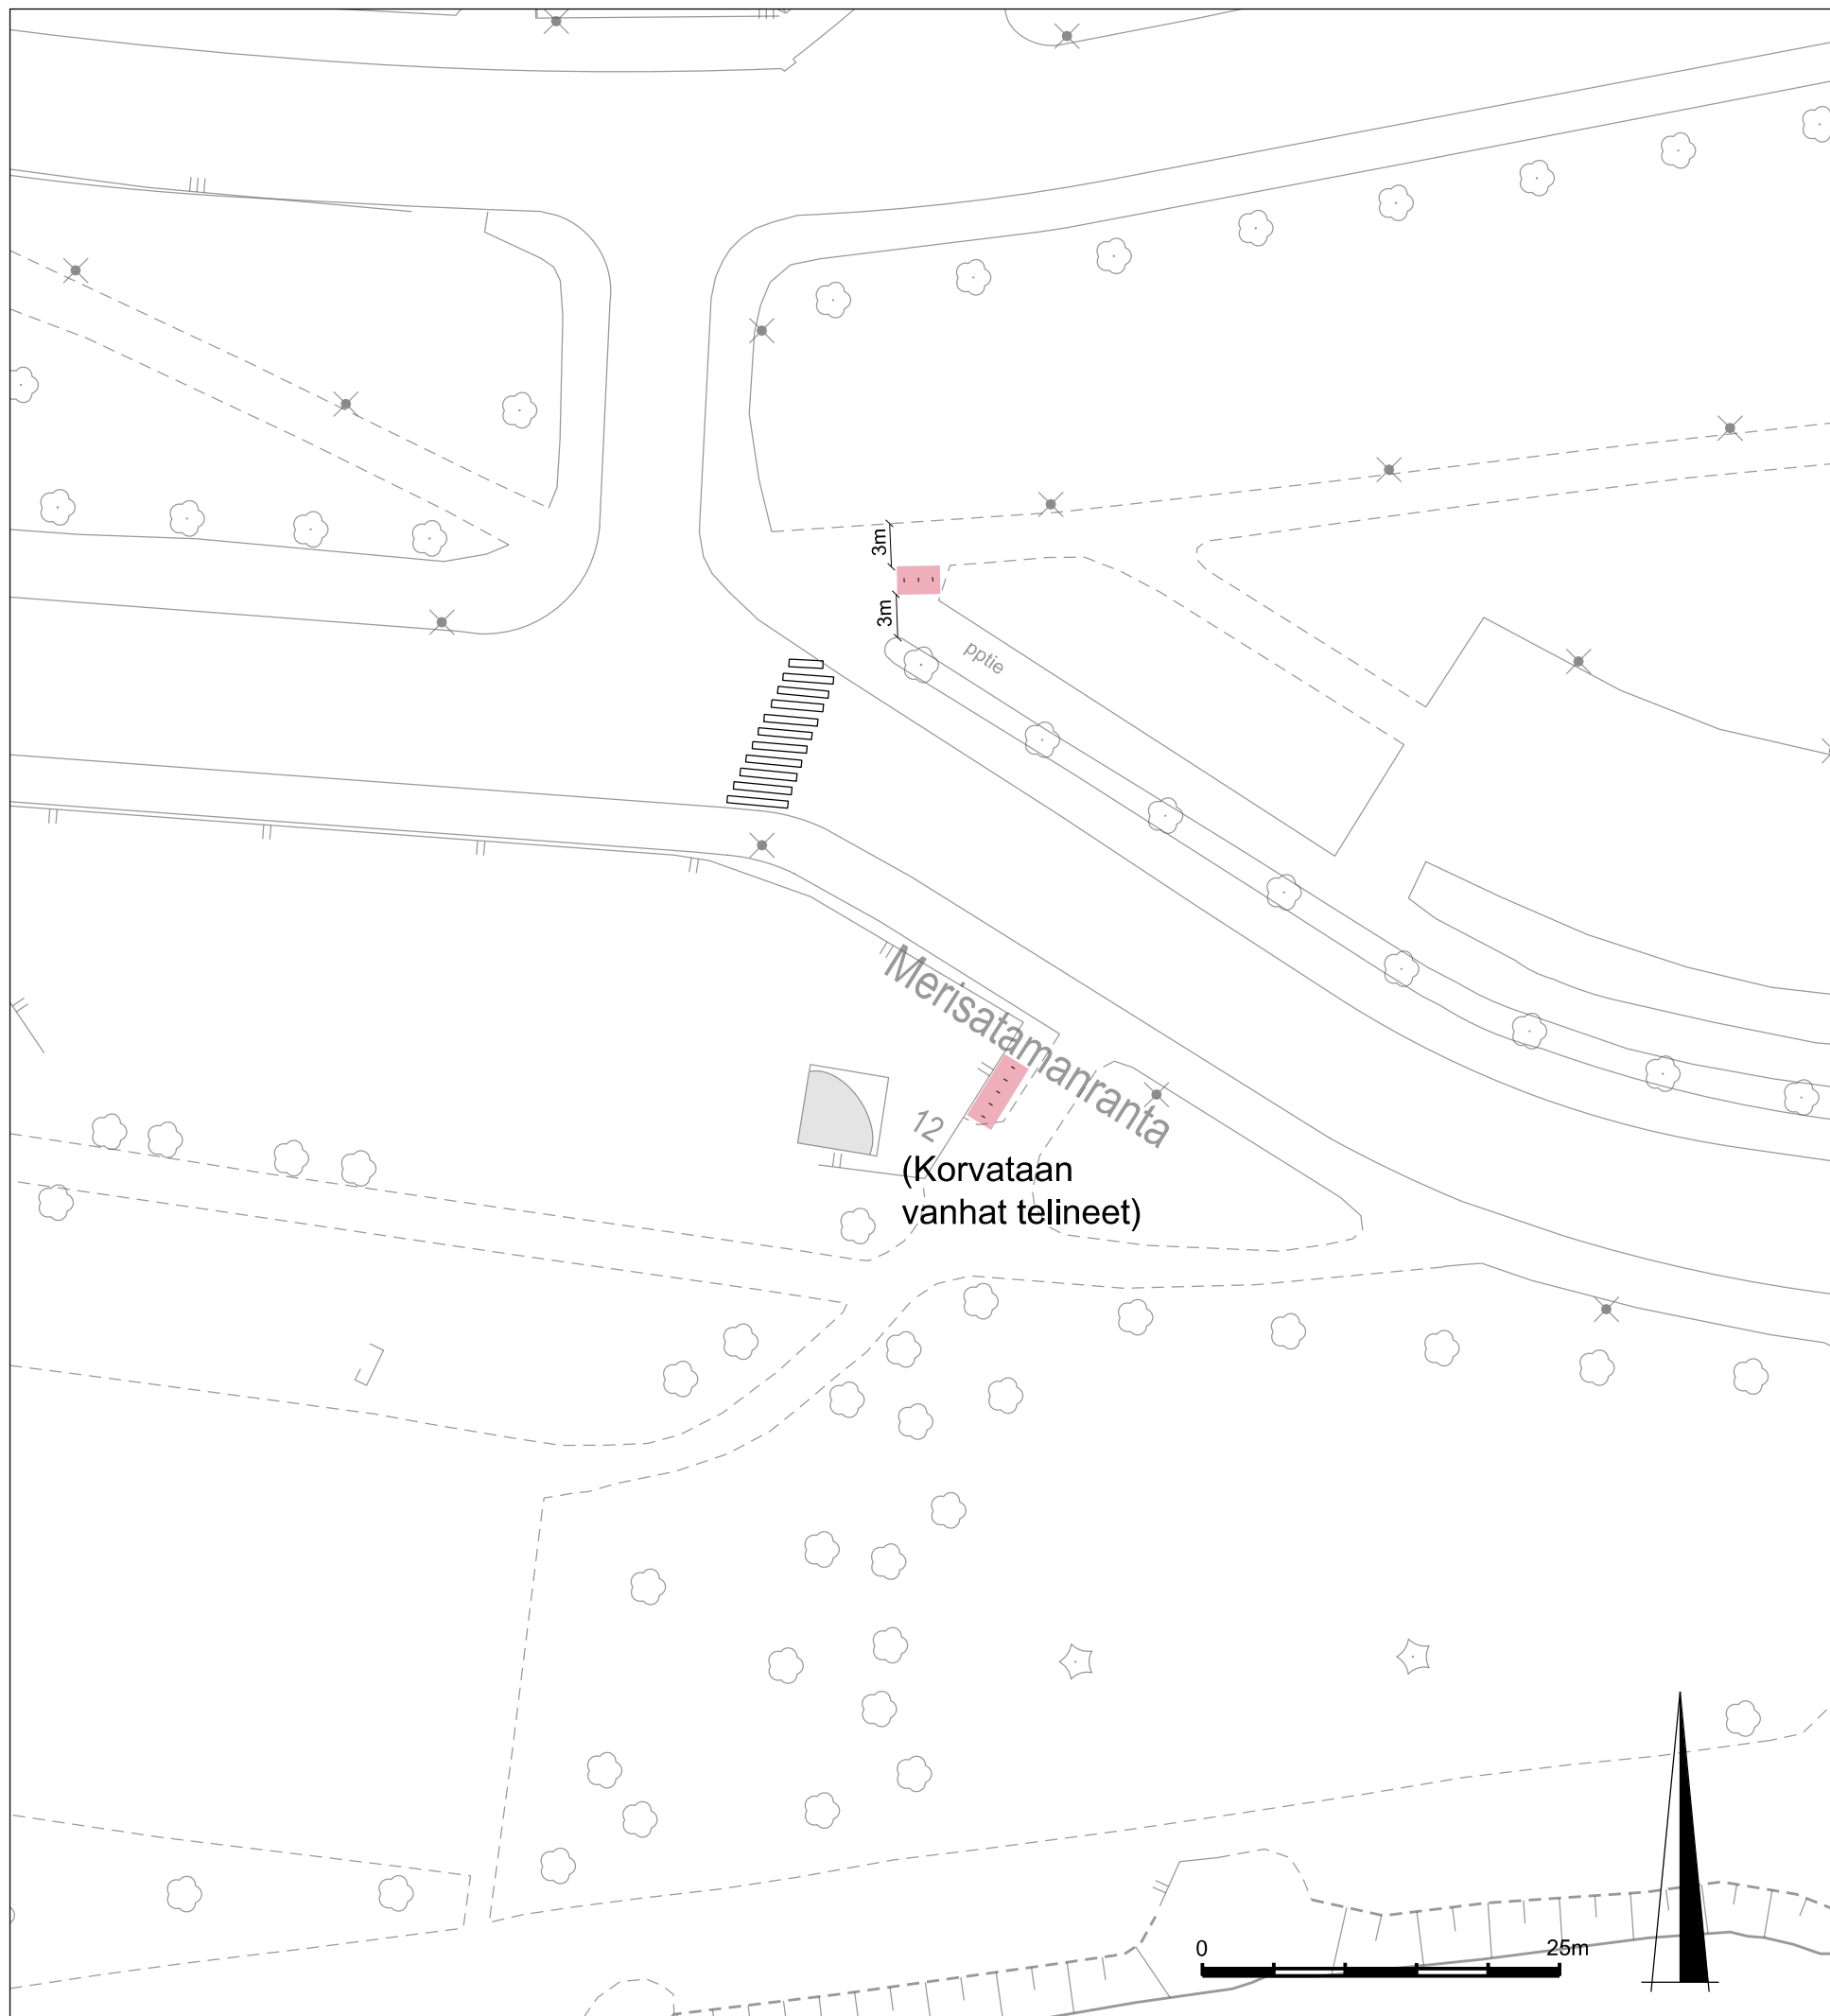 3m
3m
pptie
Merisatamanranta
12
(Korvataan
vanhat telineet)
0
25m